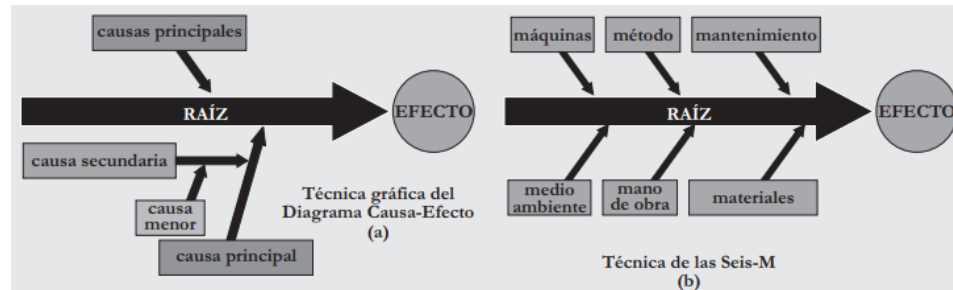 causas principales
RAÍZ
EFECTO
causa secundaria
causa
menor
causa principal
Técnica gráfica del
Diagrama Causa-Efecto
(a)
máquinas
método
mantenimiento
RAÍZ
EFECTO
medio
ambiente
mano
de obra
materiales
Técnica de las Seis-M
(b)